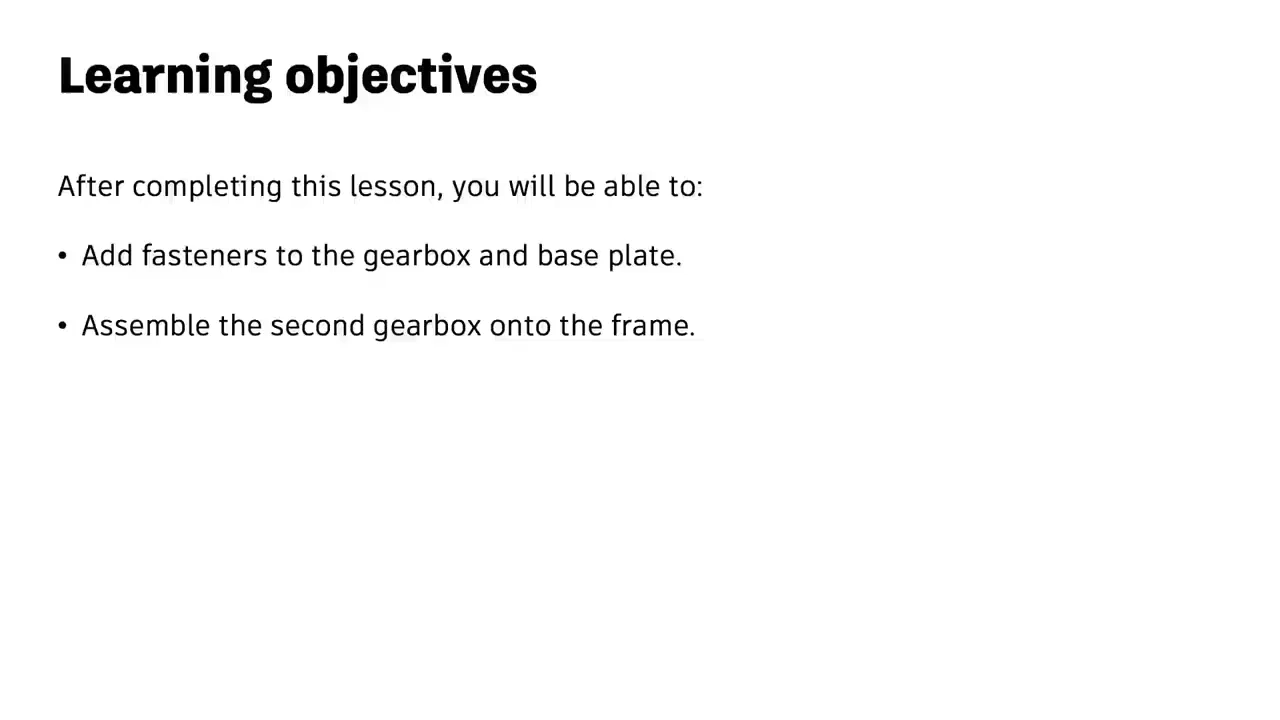 Learning objectives
After completing this lesson, you will be able to:
• Add fasteners to the gearbox and base plate.
• Assemble the second gearbox onto the frame.